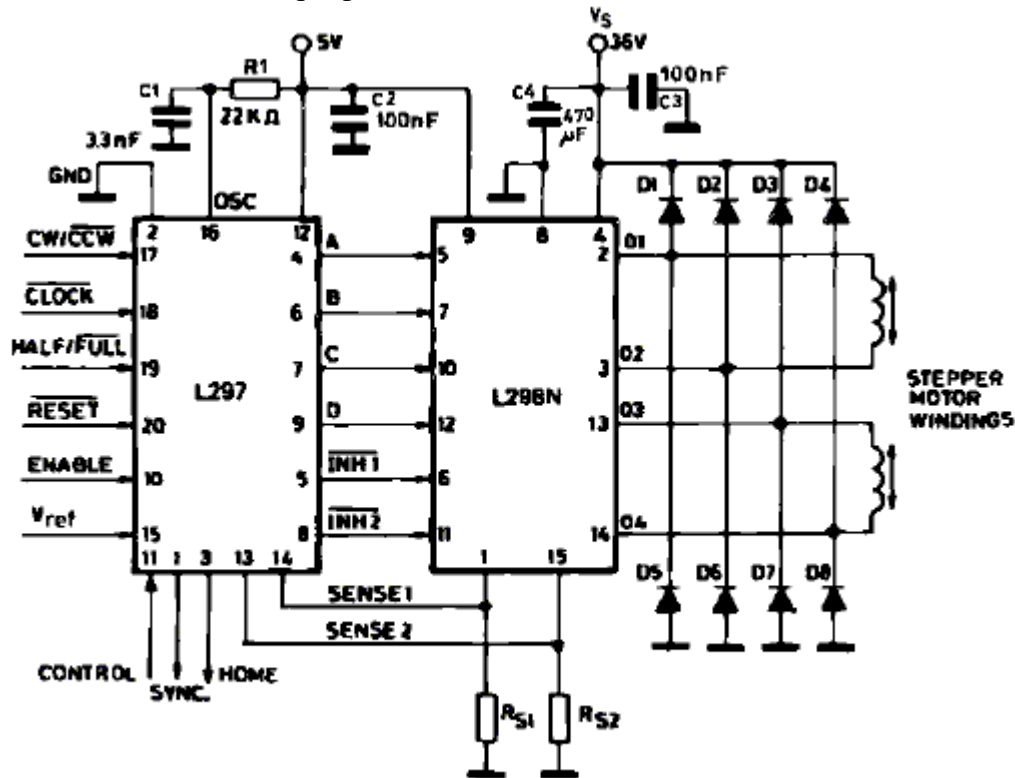 5V
VS
36V
R1
C1
22KΩ
3.3nF
C2
100nF
C4
470
µF
100nF
C3
GND
OSC
D1 D2 D3 D4
2 16 12
9 8 4
CW/CCW 17
4 A 5
2 01
CLOCK 18
6 B 7
HALF/FULL 19
7 C 10
3 02
L297
L298N
STEPPER
MOTOR
WINDINGS
RESET 20
9 D 12
13 03
ENABLE 10
5 INH1 6
Vref 15
8 INH2 11
14 04
11 1 3 13 14
1 15
D5 D6 D7 D8
SENSE 1
SENSE 2
CONTROL
SYNC.
HOME
RS1
RS2